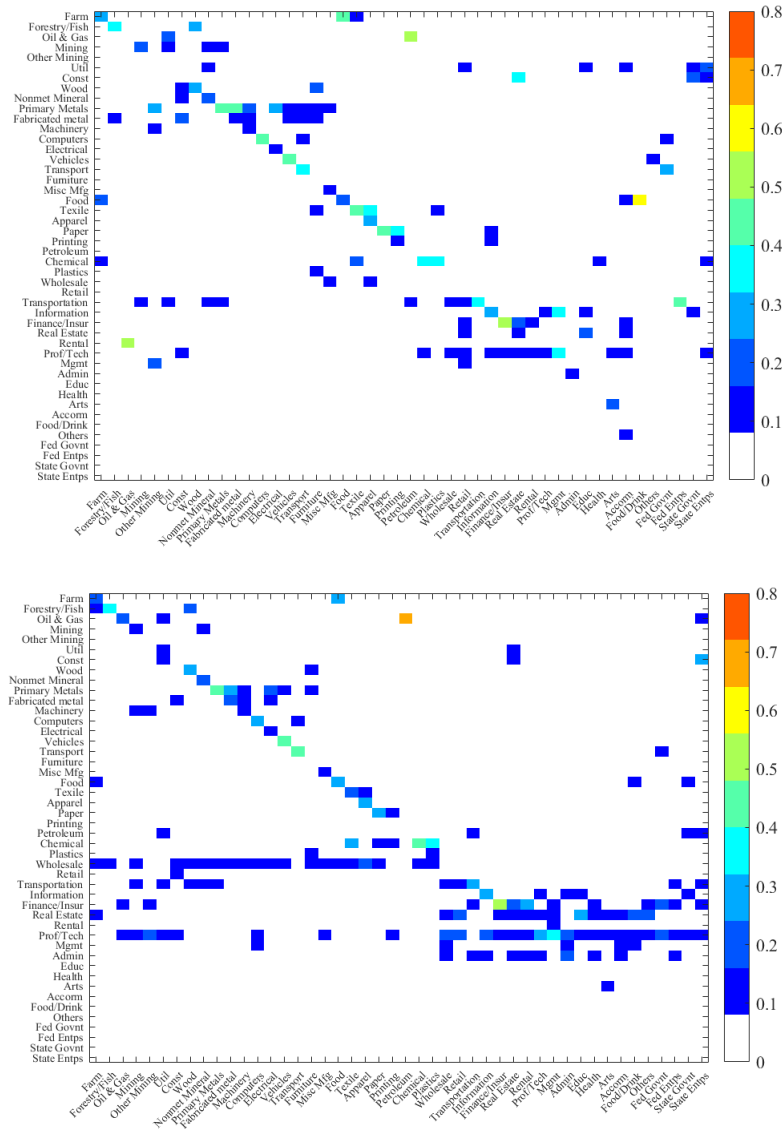 Farm
Forestry/Fish
Oil & Gas
Mining
Other Mining
Util
Const
Wood
Nonmet Mineral
Primary Metals
Fabricated metal
Machinery
Computers
Electrical
Vehicles
Transport
Furniture
Misc Mfg
Food
Texile
Apparel
Paper
Printing
Petroleum
Chemical
Plastics
Wholesale
Retail
Transportation
Information
Finance/Insur
Real Estate
Rental
Prof/Tech
Mgmt
Admin
Educ
Health
Arts
Accorm
Food/Drink
Others
Fed Govnt
Fed Entps
State Govnt
State Entps
0.8
0.7
0.6
0.5
0.4
0.3
0.2
0.1
0
Farm
Forestry/Fish
Oil & Gas
Mining
Other Mining
Util
Const
Wood
Nonmet Mineral
Primary Metals
Fabricated metal
Machinery
Computers
Electrical
Vehicles
Transport
Furniture
Misc Mfg
Food
Texile
Apparel
Paper
Printing
Petroleum
Chemical
Plastics
Wholesale
Retail
Transportation
Information
Finance/Insur
Real Estate
Rental
Prof/Tech
Mgmt
Admin
Educ
Health
Arts
Accorm
Food/Drink
Others
Fed Govnt
Fed Entps
State Govnt
State Entps
Farm
Forestry/Fish
Oil & Gas
Mining
Other Mining
Util
Const
Wood
Nonmet Mineral
Primary Metals
Fabricated metal
Machinery
Computers
Electrical
Vehicles
Transport
Furniture
Misc Mfg
Food
Texile
Apparel
Paper
Printing
Petroleum
Chemical
Plastics
Wholesale
Retail
Transportation
Information
Finance/Insur
Real Estate
Rental
Prof/Tech
Mgmt
Admin
Educ
Health
Arts
Accorm
Food/Drink
Others
Fed Govnt
Fed Entps
State Govnt
State Entps
0.8
0.7
0.6
0.5
0.4
0.3
0.2
0.1
0
Farm
Forestry/Fish
Oil & Gas
Mining
Other Mining
Util
Const
Wood
Nonmet Mineral
Primary Metals
Fabricated metal
Machinery
Computers
Electrical
Vehicles
Transport
Furniture
Misc Mfg
Food
Texile
Apparel
Paper
Printing
Petroleum
Chemical
Plastics
Wholesale
Retail
Transportation
Information
Finance/Insur
Real Estate
Rental
Prof/Tech
Mgmt
Admin
Educ
Health
Arts
Accorm
Food/Drink
Others
Fed Govnt
Fed Entps
State Govnt
State Entps